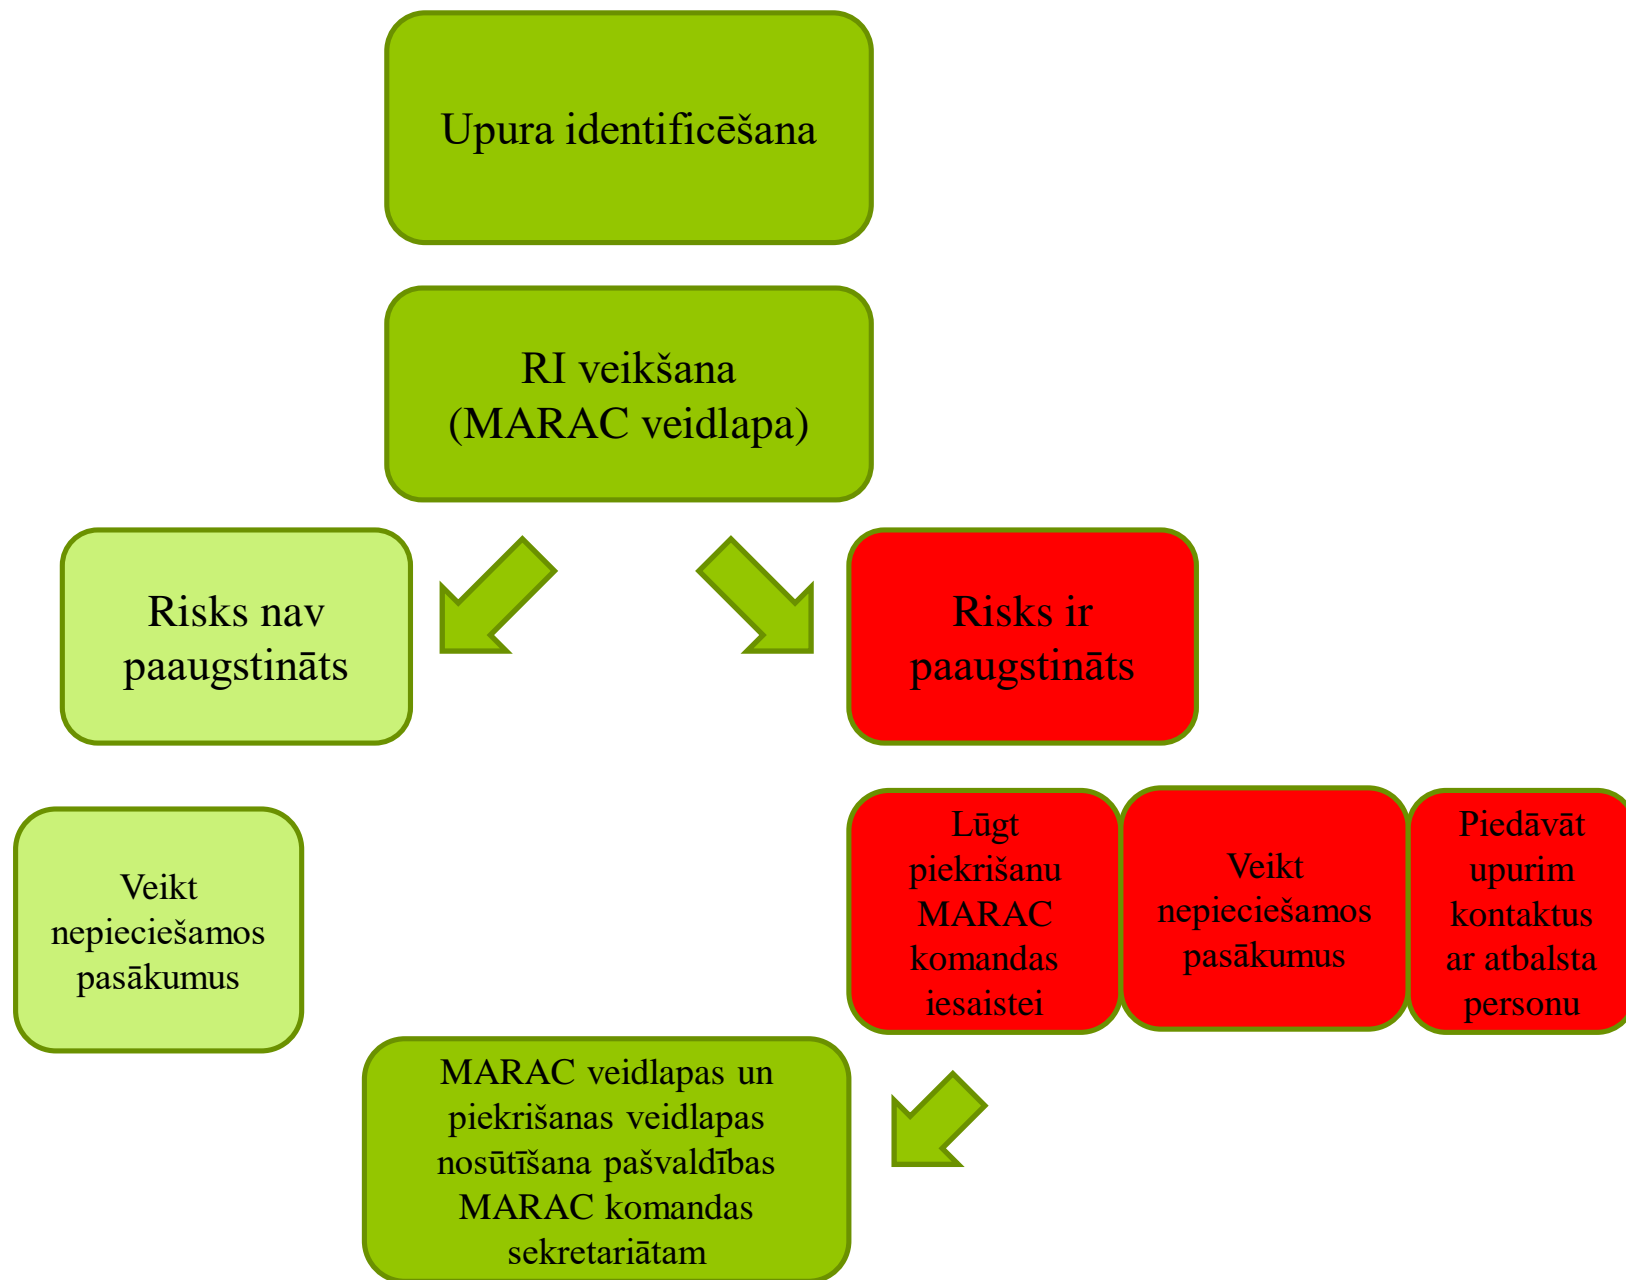 Upura identificēšana
RI veikšana
(MARAC veidlapa)
Risks nav
paaugstināts
Risks ir
paaugstināts
Veikt
nepieciešamos
pasākumus
Lūgt
piekrišanu
MARAC
komandas
iesaistei
Veikt
nepieciešamos
pasākumus
Piedāvāt
upurim
kontaktus
ar atbalsta
personu
MARAC veidlapas un
piekrišanas veidlapas
nosūtīšana pašvaldības
MARAC komandas
sekretariātam